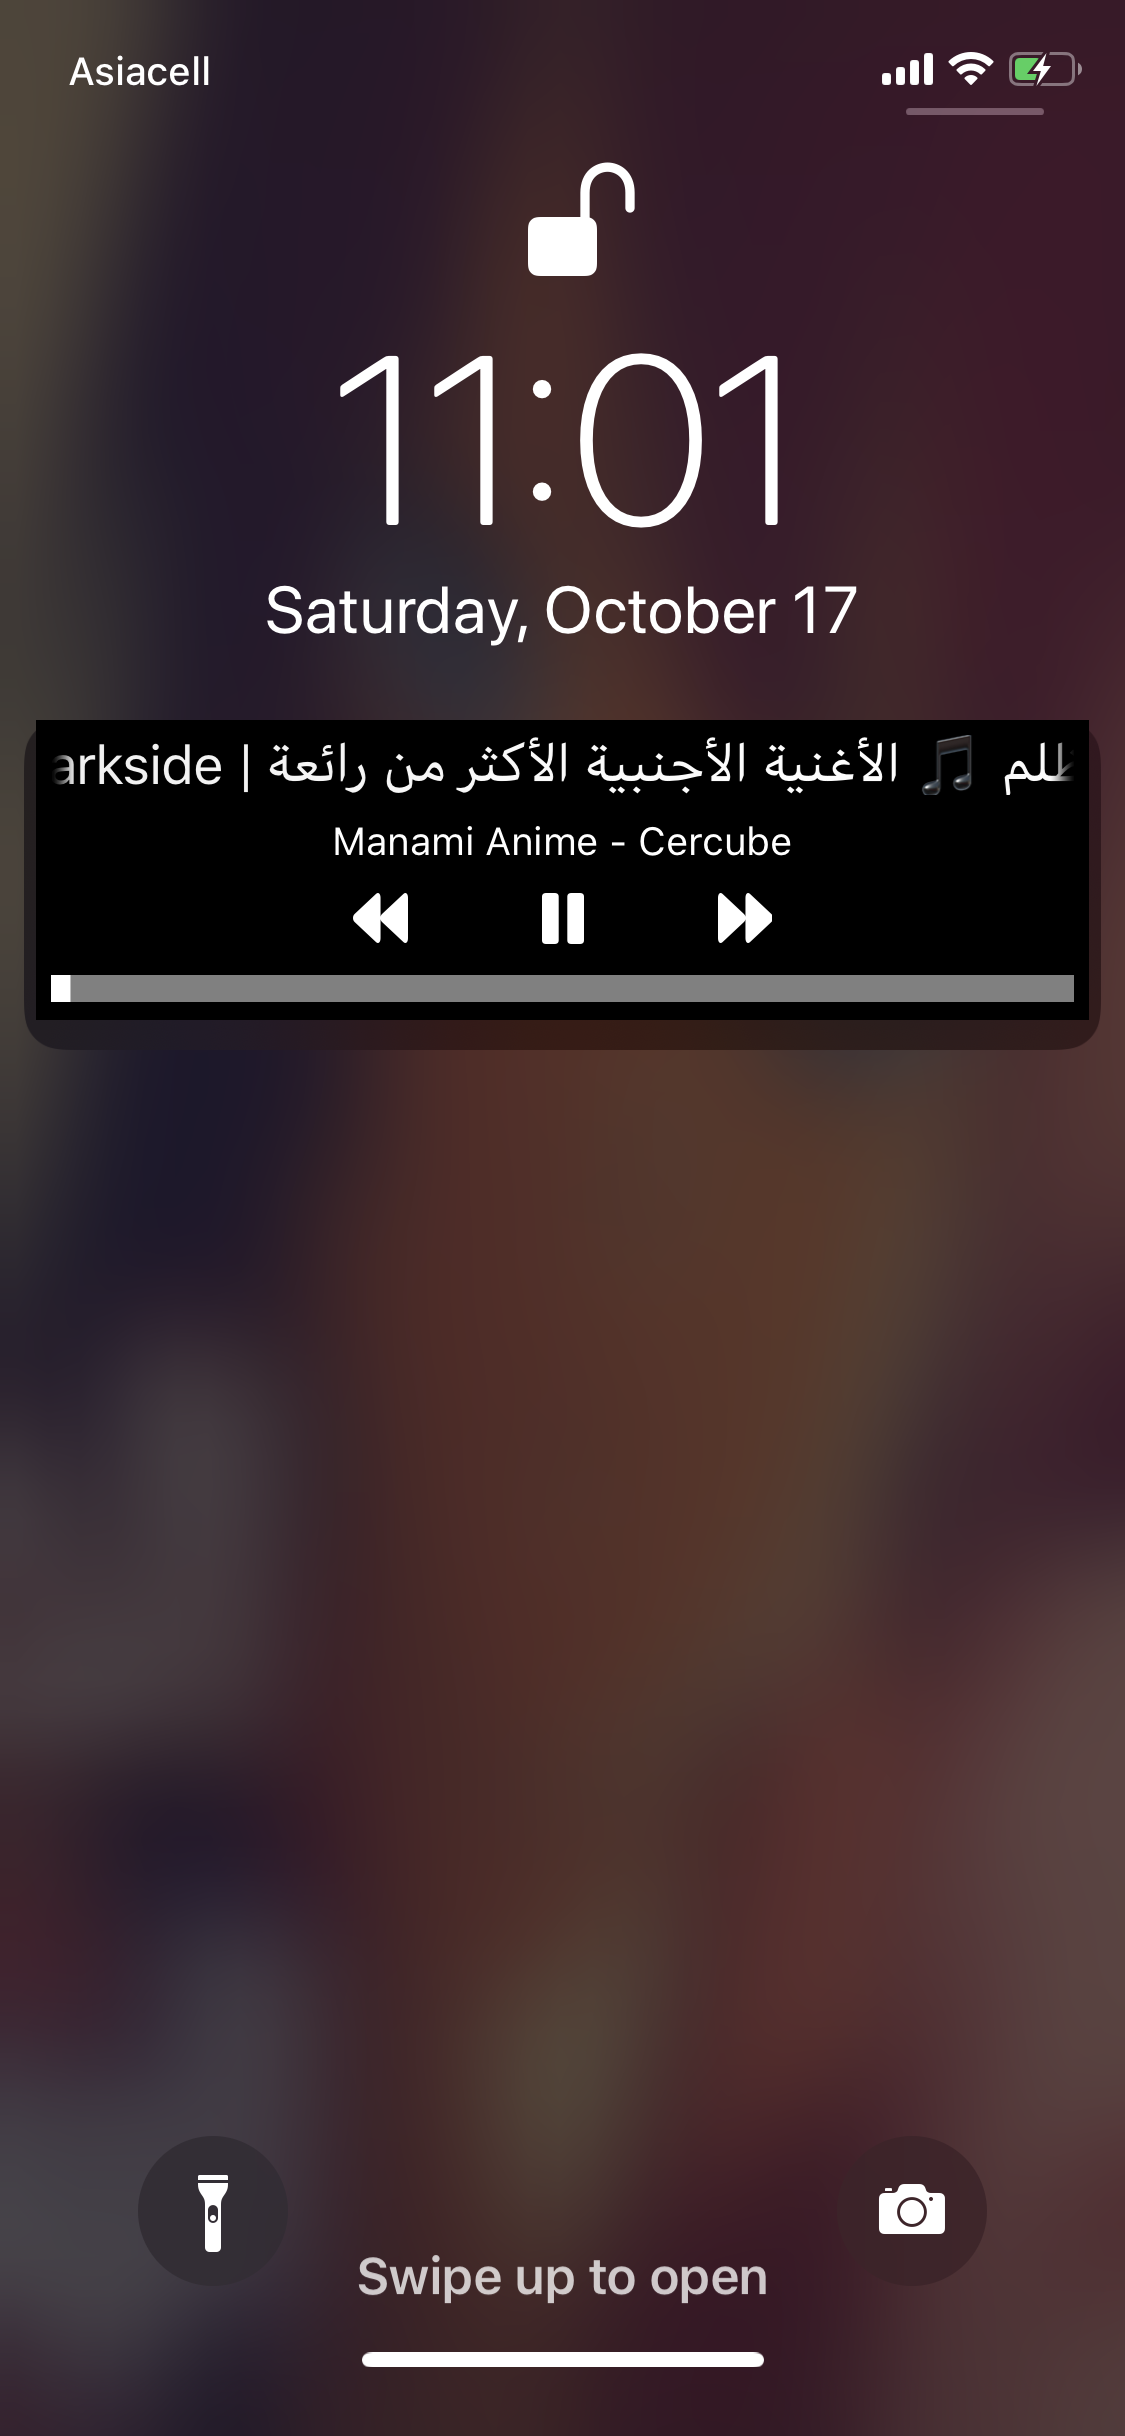 Asiacell
11:01
Saturday, October 17
arkside | الأغنية الأجنبية الأكثر من رائعة 🎵
Manami Anime - Cercube
Swipe up to open